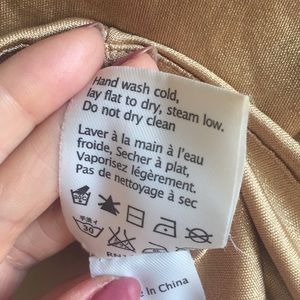 Hand wash cold,
lay flat to dry, steam low.
Do not dry clean
Laver à la main à l'eau
froide, Secher à plat,
Vaporisez légèrement.
Pas de nettoyage à sec
30
RN
in China